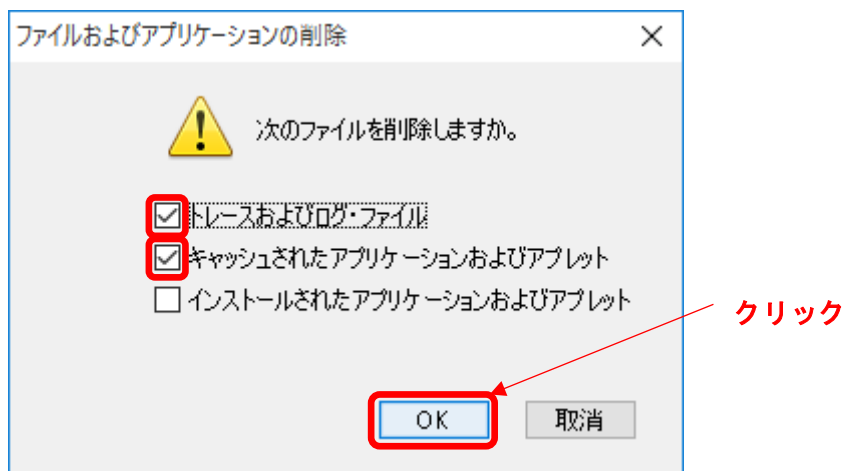 ファイルおよびアプリケーションの削除
次のファイルを削除しますか。
トレースおよびログ・ファイル
キャッシュされたアプリケーションおよびアプレット
インストールされたアプリケーションおよびアプレット
クリック
OK 取消